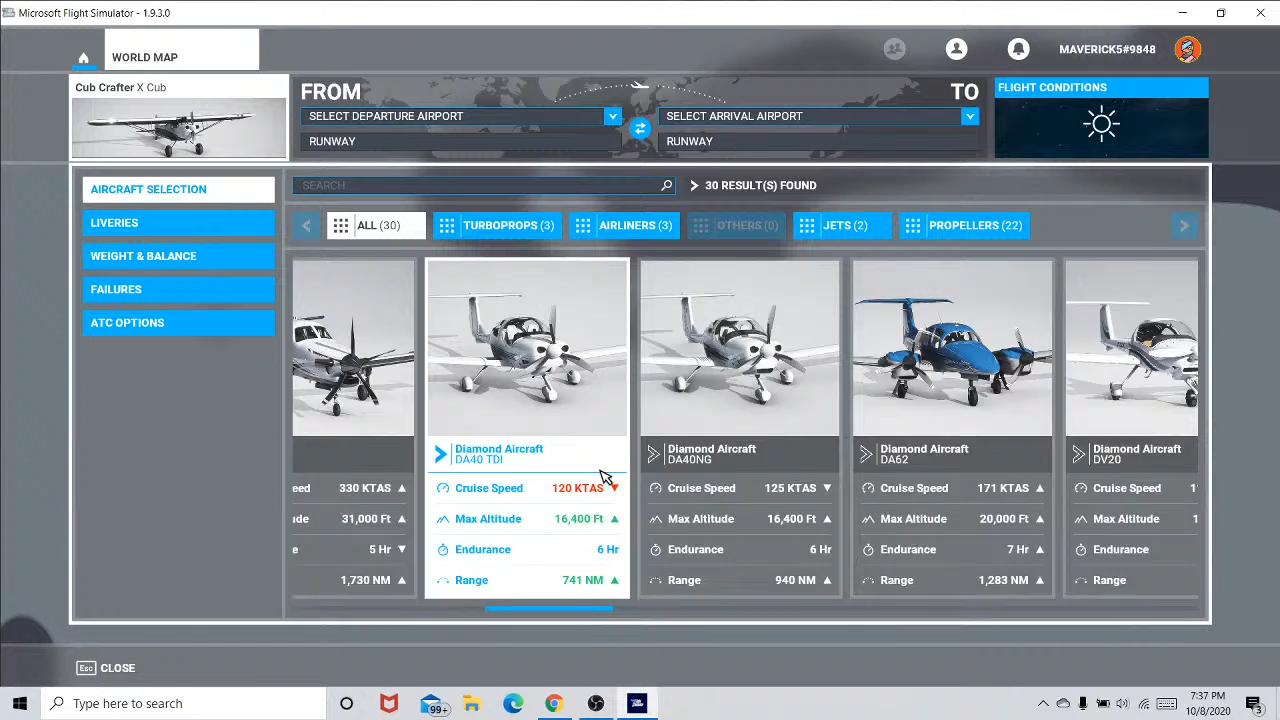 Microsoft Flight Simulator - 1.9.3.0
WORLD MAP
MAVERICK5#9848
Cub Crafter X Cub
FROM
TO
SELECT DEPARTURE AIRPORT
SELECT ARRIVAL AIRPORT
RUNWAY
RUNWAY
FLIGHT CONDITIONS
AIRCRAFT SELECTION
LIVERIES
WEIGHT & BALANCE
FAILURES
ATC OPTIONS
SEARCH
30 RESULT(S) FOUND
ALL (30)
TURBOPROPS (3)
AIRLINERS (3)
OTHERS (0)
JETS (2)
PROPELLERS (22)
eed 330 KTAS
ude 31,000 Ft
e 5 Hr
1,730 NM
Diamond Aircraft
DA40 TDI
Cruise Speed 120 KTAS
Max Altitude 16,400 Ft
Endurance 6 Hr
Range 741 NM
Diamond Aircraft
DA40NG
Cruise Speed 125 KTAS
Max Altitude 16,400 Ft
Endurance 6 Hr
Range 940 NM
Diamond Aircraft
DA62
Cruise Speed 171 KTAS
Max Altitude 20,000 Ft
Endurance 7 Hr
Range 1,283 NM
Diamond Aircraft
DV20
Cruise Speed
Max Altitude
Endurance
Range
Esc CLOSE
Type here to search
99+
7:37 PM
10/8/2020
3